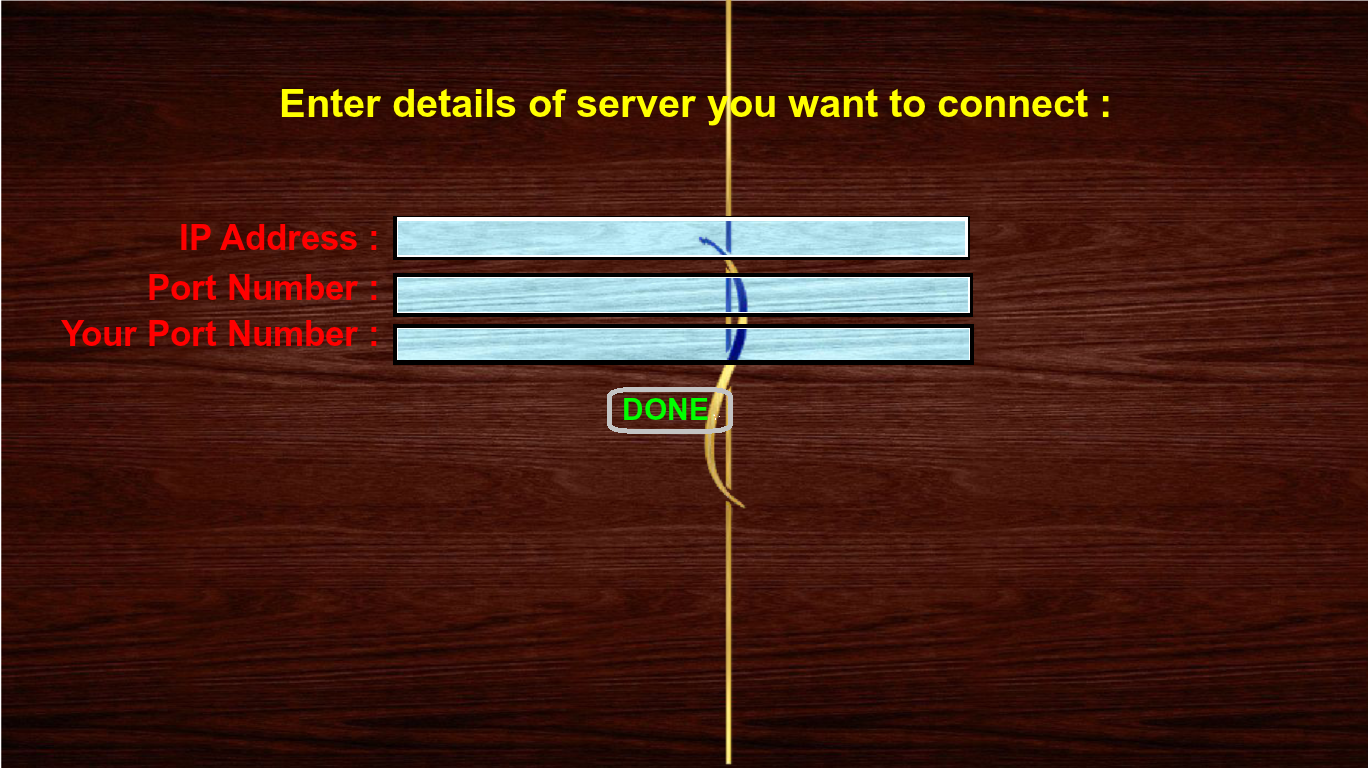 Enter details of server you want to connect :
IP Address :
Port Number :
Your Port Number :
DONE